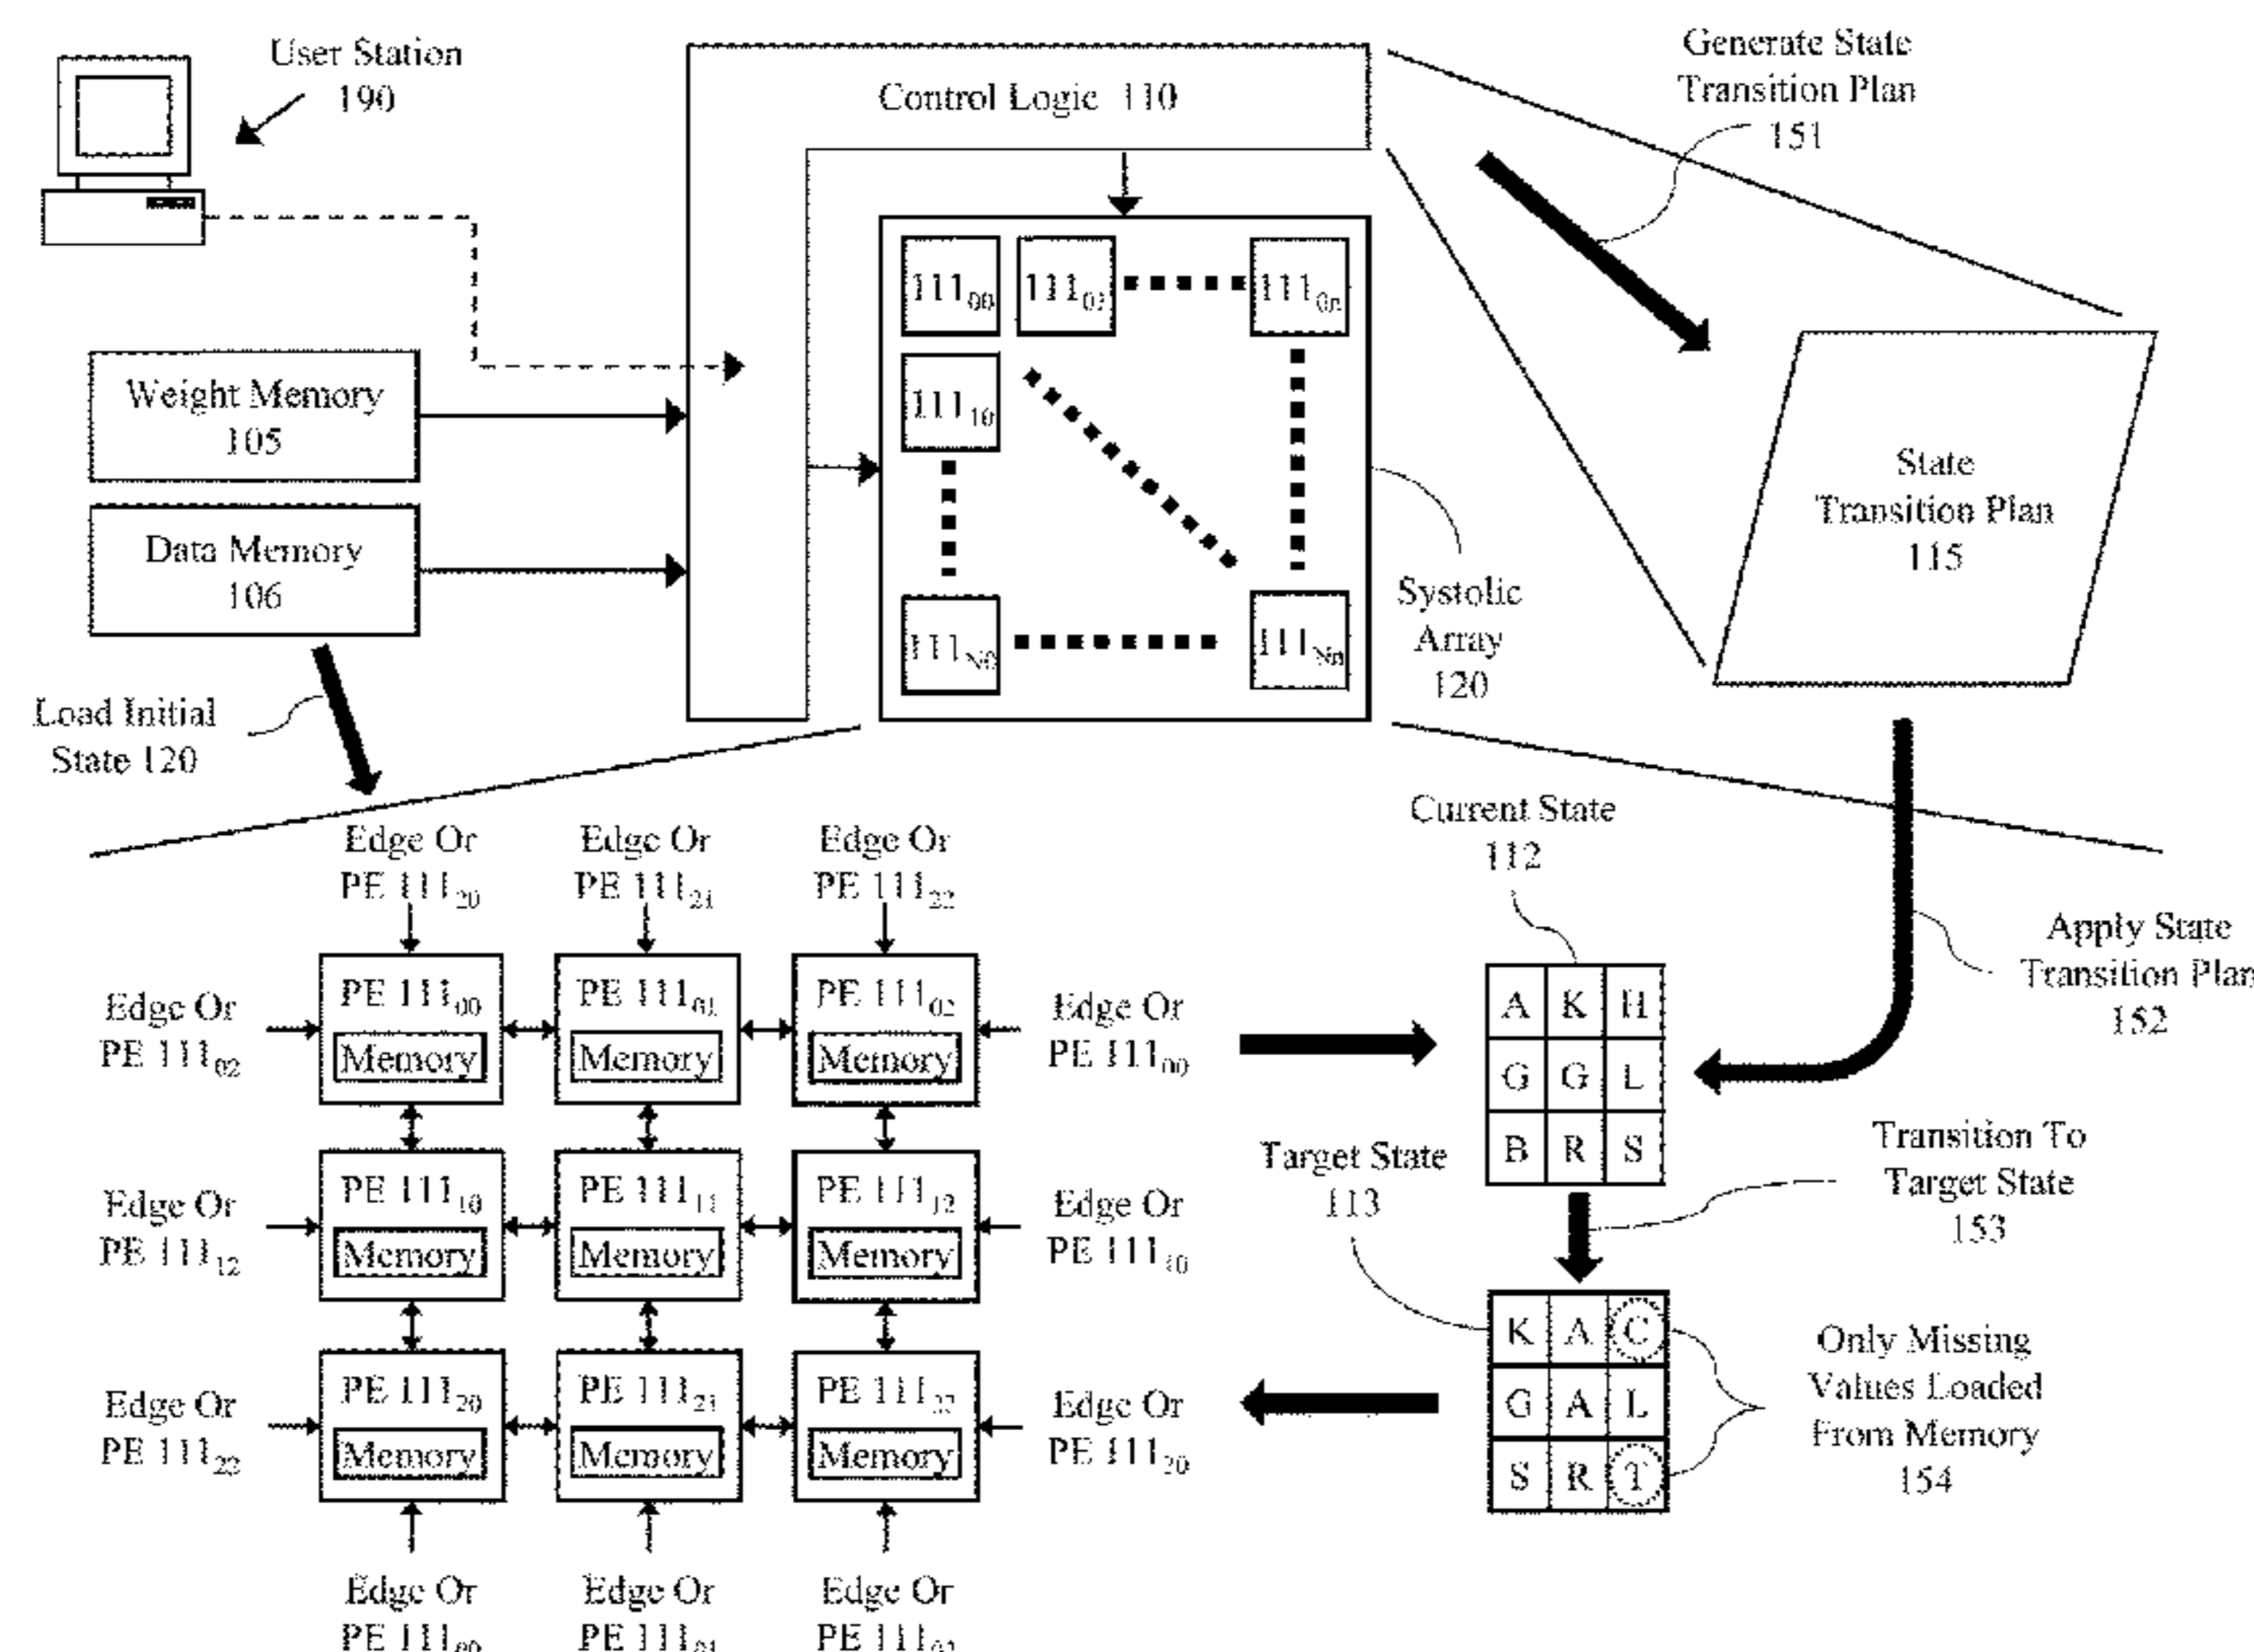 User Station
190
Control Logic 110
Generate State
Transition Plan
151
Weight Memory
105
Data Memory
106
111₀₀
111₀₁
111₀ₙ
111₁₀
111_N0
111_Nn
Systolic
Array
120
State
Transition Plan
115
Load Initial
State 120
Edge Or
PE 111₂₀
Edge Or
PE 111₂₁
Edge Or
PE 111₂₂
Edge Or
PE 111₀₂
PE 111₀₀
Memory
PE 111₀₁
Memory
PE 111₀₂
Memory
Edge Or
PE 111₀₀
Edge Or
PE 111₁₂
PE 111₁₀
Memory
PE 111₁₁
Memory
PE 111₁₂
Memory
Edge Or
PE 111₁₀
Edge Or
PE 111₂₂
PE 111₂₀
Memory
PE 111₂₁
Memory
PE 111₂₂
Memory
Edge Or
PE 111₂₀
Edge Or
PE 111₀₀
Edge Or
PE 111₀₁
Edge Or
PE 111₀₂
Current State
112
A K H
G G L
B R S
Apply State
Transition Plan
152
Target State
113
Transition To
Target State
153
K A C
G A L
S R T
Only Missing
Values Loaded
From Memory
154